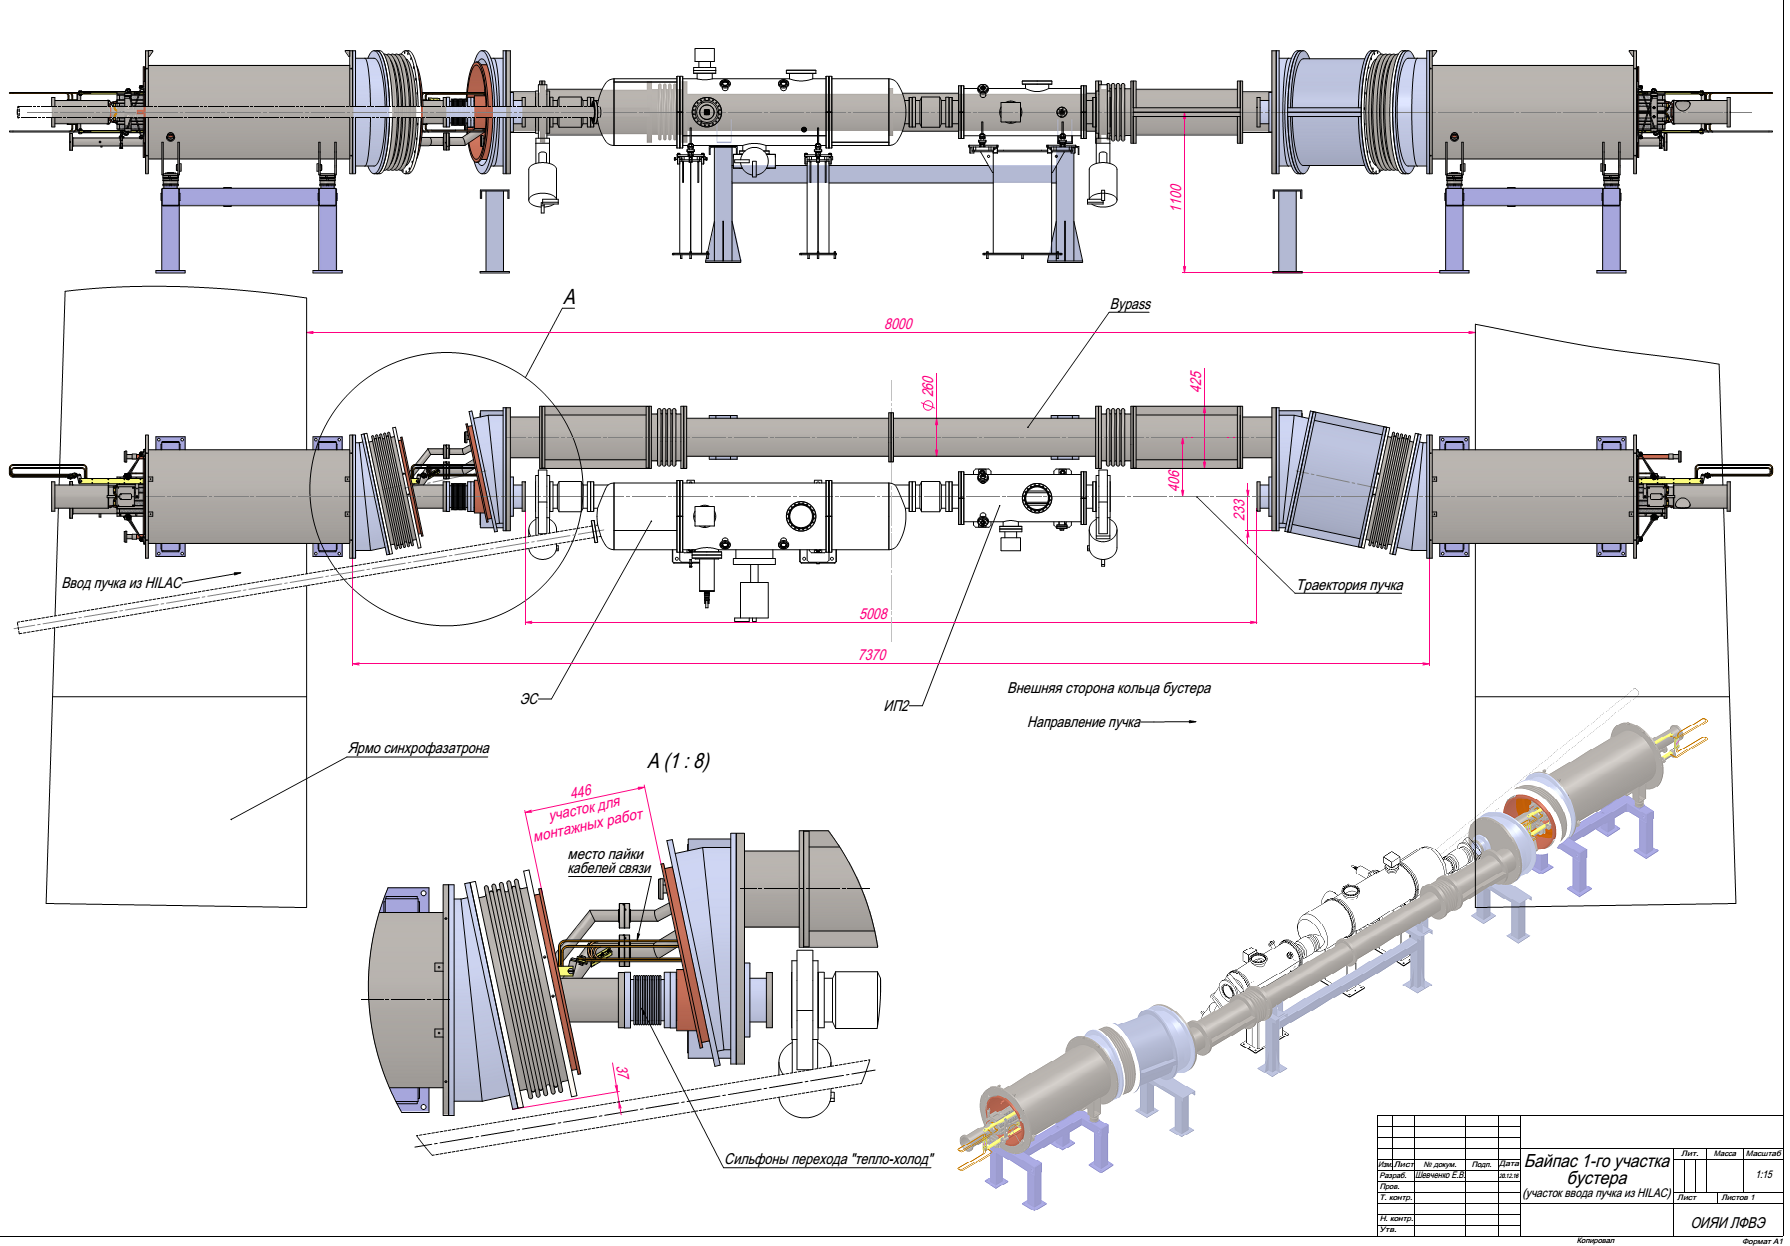 1100
А
Bypass
8000
⌀ 260
425
406
233
Ввод пучка из HILAC
Траектория пучка
5008
7370
ЭС
ИП2
Внешняя сторона кольца бустера
Направление пучка
Ярмо синхрофазатрона
А (1 : 8)
446
участок для
монтажных работ
место пайки
кабелей связи
37
Сильфоны перехода "тепло-холод"
Изм. Лист № докум. Подп. Дата
Разраб. Шевченко Е.В. 20.12.16
Пров.
Т. контр.
Н. контр.
Утв.
Байпас 1-го участка
бустера
(участок ввода пучка из HILAC)
Лит. Масса Масштаб
1:15
Лист Листов 1
ОИЯИ ЛФВЭ
Копировал Формат А1